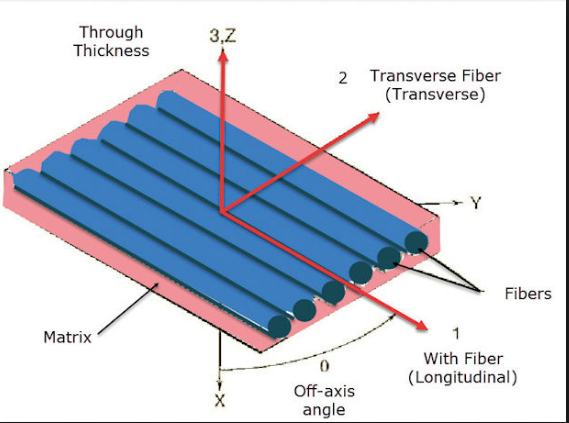 Through
Thickness
3,Z
2
Transverse Fiber
(Transverse)
Y
Fibers
Matrix
1
With Fiber
(Longitudinal)
θ
Off-axis
angle
X